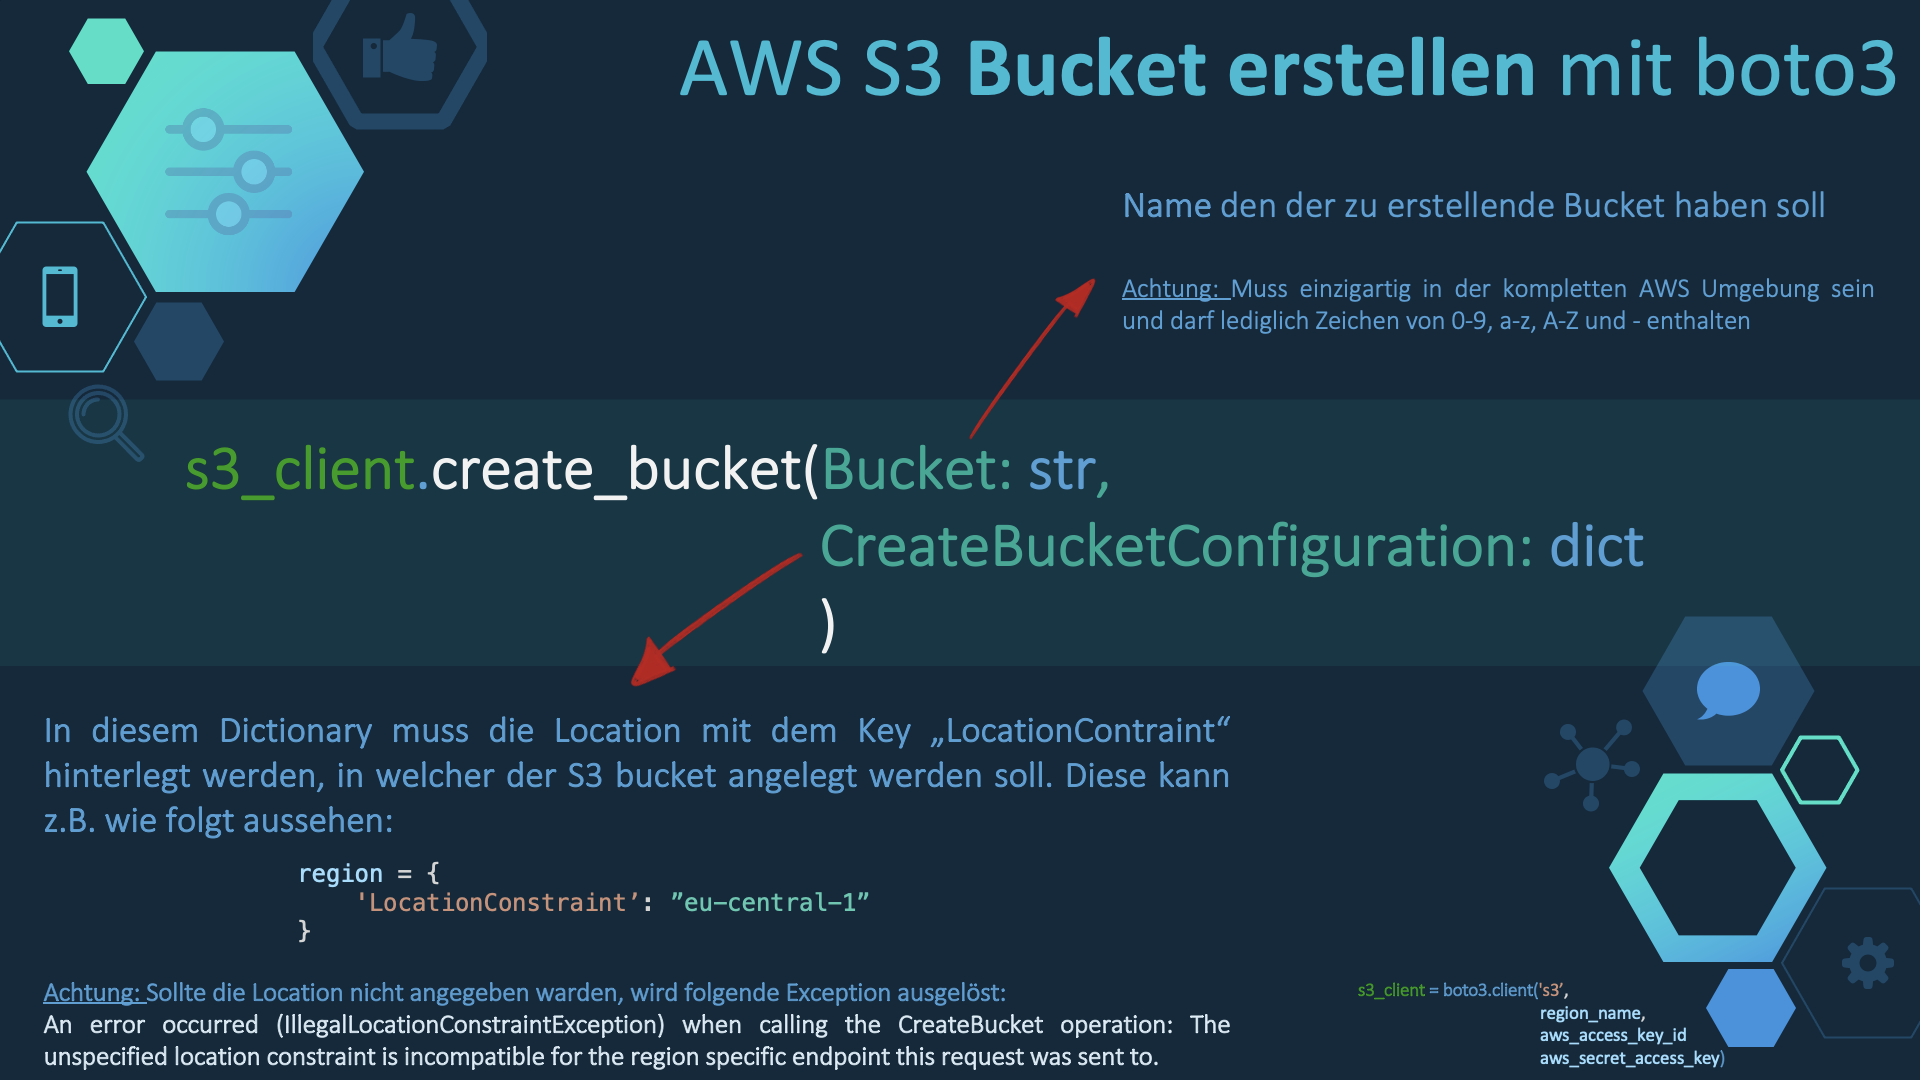 AWS S3 Bucket erstellen mit boto3
Name den der zu erstellende Bucket haben soll
Achtung: Muss einzigartig in der kompletten AWS Umgebung sein
und darf lediglich Zeichen von 0-9, a-z, A-Z und - enthalten
s3_client.create_bucket(Bucket: str,
CreateBucketConfiguration: dict
)
In diesem Dictionary muss die Location mit dem Key „LocationContraint“
hinterlegt werden, in welcher der S3 bucket angelegt werden soll. Diese kann
z.B. wie folgt aussehen:
region = {
'LocationConstraint’: ”eu-central-1”
}
Achtung: Sollte die Location nicht angegeben warden, wird folgende Exception ausgelöst:
An error occurred (IllegalLocationConstraintException) when calling the CreateBucket operation: The
unspecified location constraint is incompatible for the region specific endpoint this request was sent to.
s3_client = boto3.client('s3’,
region_name,
aws_access_key_id
aws_secret_access_key)